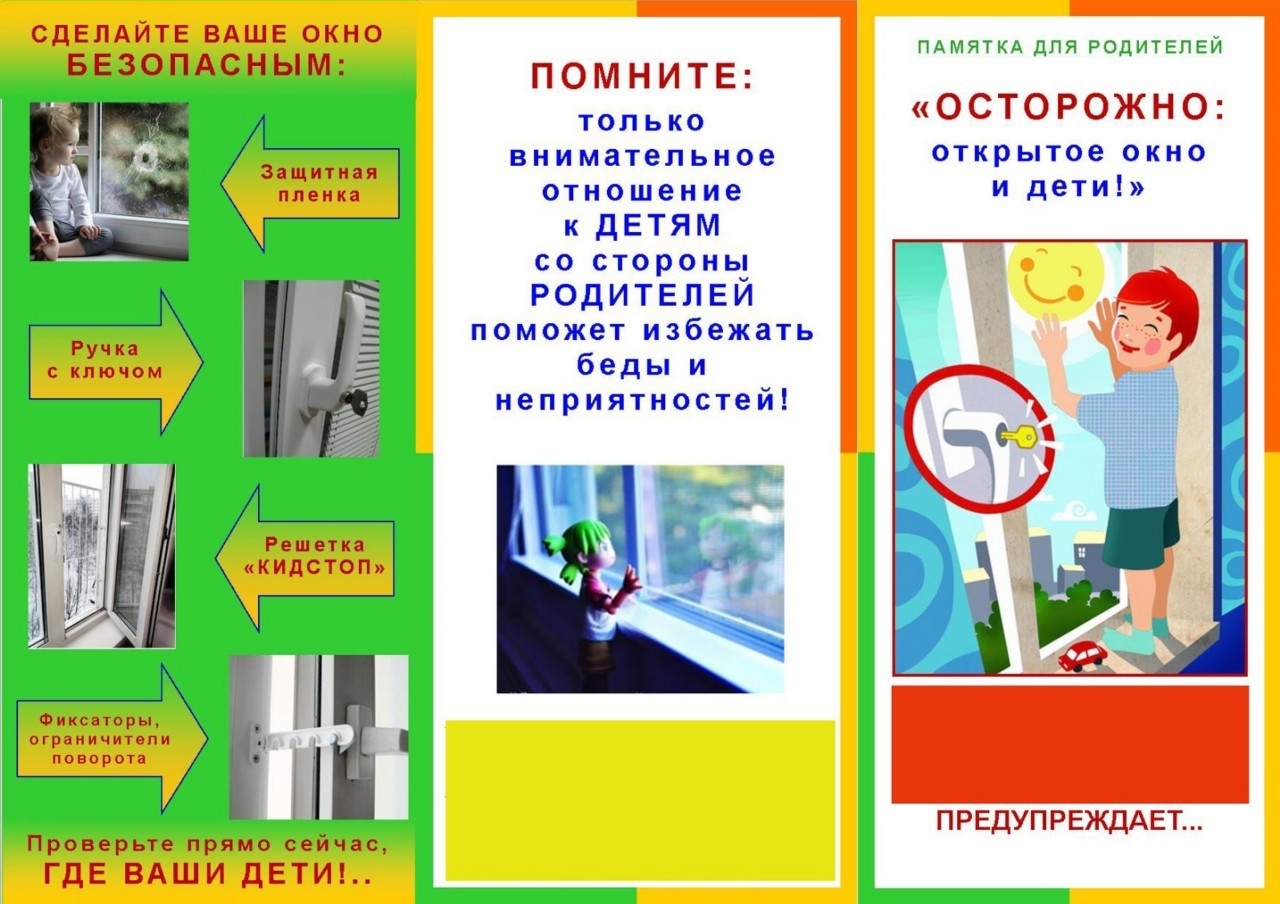 СДЕЛАЙТЕ ВАШЕ ОКНО
БЕЗОПАСНЫМ:
Защитная
пленка
Ручка
с ключом
Решетка
«КИДСТОП»
Фиксаторы,
ограничители
поворота
Проверьте прямо сейчас,
ГДЕ ВАШИ ДЕТИ!..
ПОМНИТЕ:
только
внимательное
отношение
к ДЕТЯМ
со стороны
РОДИТЕЛЕЙ
поможет избежать
беды и
неприятностей!
ПАМЯТКА ДЛЯ РОДИТЕЛЕЙ
«ОСТОРОЖНО:
открытое окно
и дети!»
ПРЕДУПРЕЖДАЕТ...